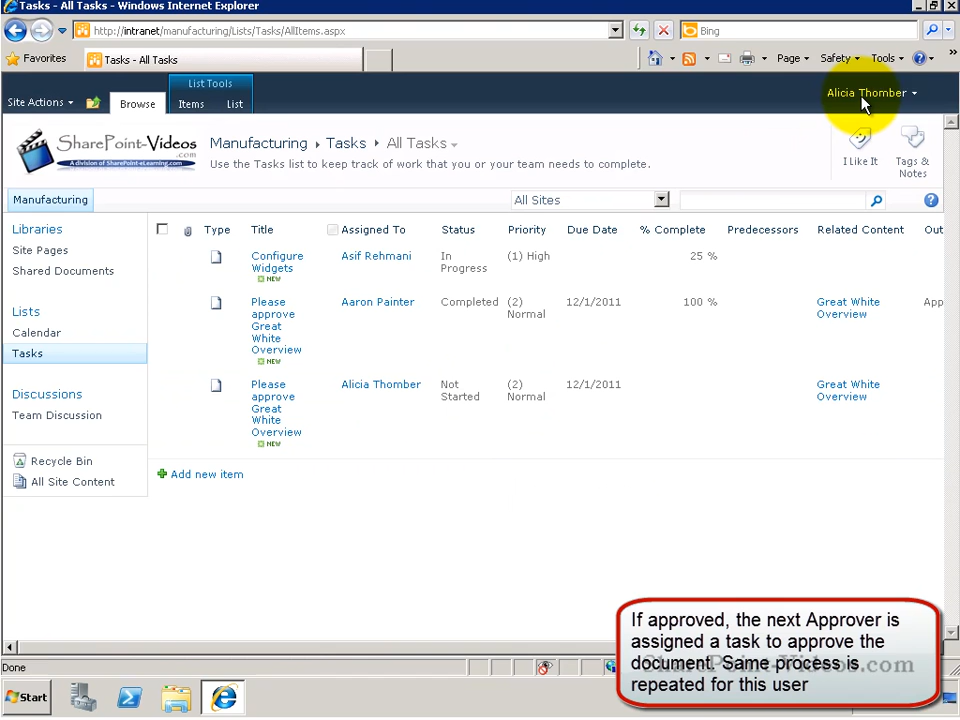 Tasks - All Tasks - Windows Internet Explorer
http://intranet/manufacturing/Lists/Tasks/AllItems.aspx
Bing
Favorites
Tasks - All Tasks
Page
Safety
Tools
»
List Tools
Alicia Thomber
Site Actions
Browse
Items
List
SharePoint-Videos
.com
A division of SharePoint-eLearning.com
Manufacturing
Tasks
All Tasks
Use the Tasks list to keep track of work that you or your team needs to complete.
I Like It
Tags &
Notes
Manufacturing
All Sites
Libraries
Site Pages
Shared Documents
Lists
Calendar
Tasks
Discussions
Team Discussion
Recycle Bin
All Site Content
Type
Title
Assigned To
Status
Priority
Due Date
% Complete
Predecessors
Related Content
Out
Configure
Widgets
NEW
Asif Rehmani
In
Progress
(1) High
25 %
Please
approve
Great
White
Overview
NEW
Aaron Painter
Completed
(2)
Normal
12/1/2011
100 %
Great White
Overview
App
Please
approve
Great
White
Overview
NEW
Alicia Thomber
Not
Started
(2)
Normal
12/1/2011
Great White
Overview
Add new item
If approved, the next Approver is
assigned a task to approve the
document. Same process is
repeated for this user
SharePoint-Videos.com
Done
Start